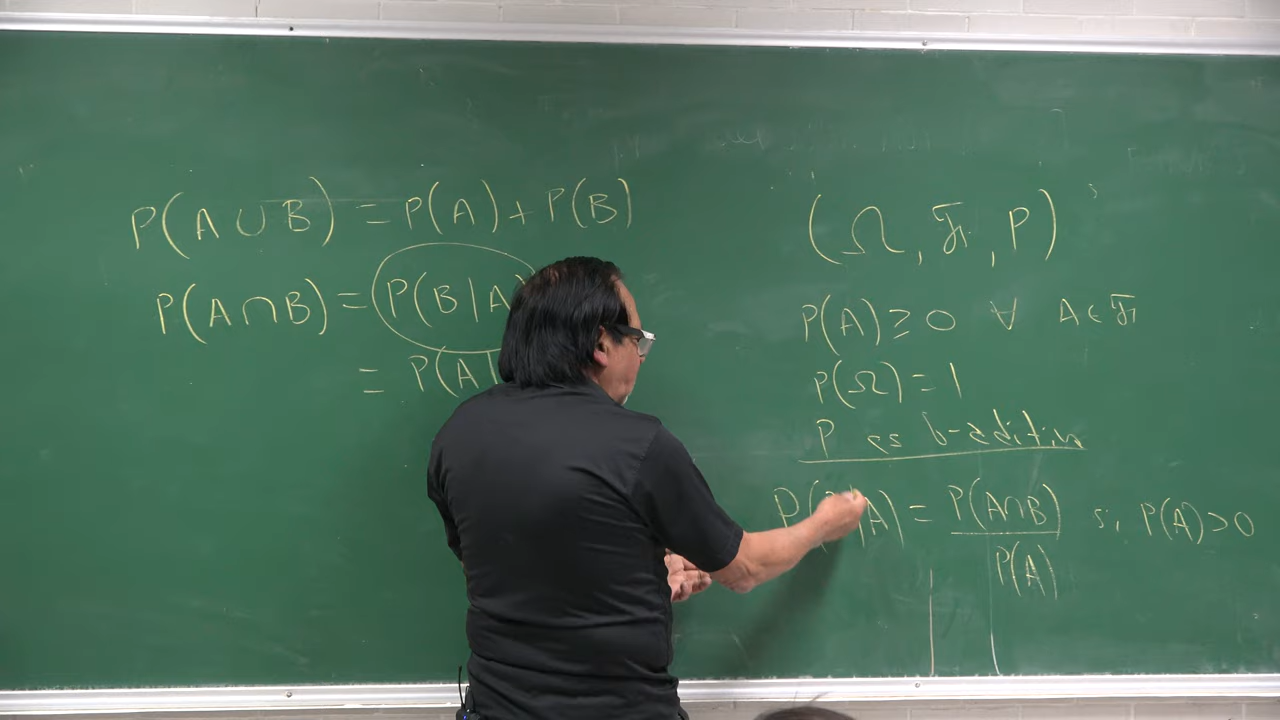 P(A ∪ B) = P(A) + P(B)
P(A ∩ B) = P(B | A
= P(A |
(Ω, ℱ, P)
P(A) ≥ 0 ∀ A ∈ ℱ
P(Ω) = 1
P es σ-aditiva
P( | A) = P(A ∩ B) / P(A) si P(A) > 0